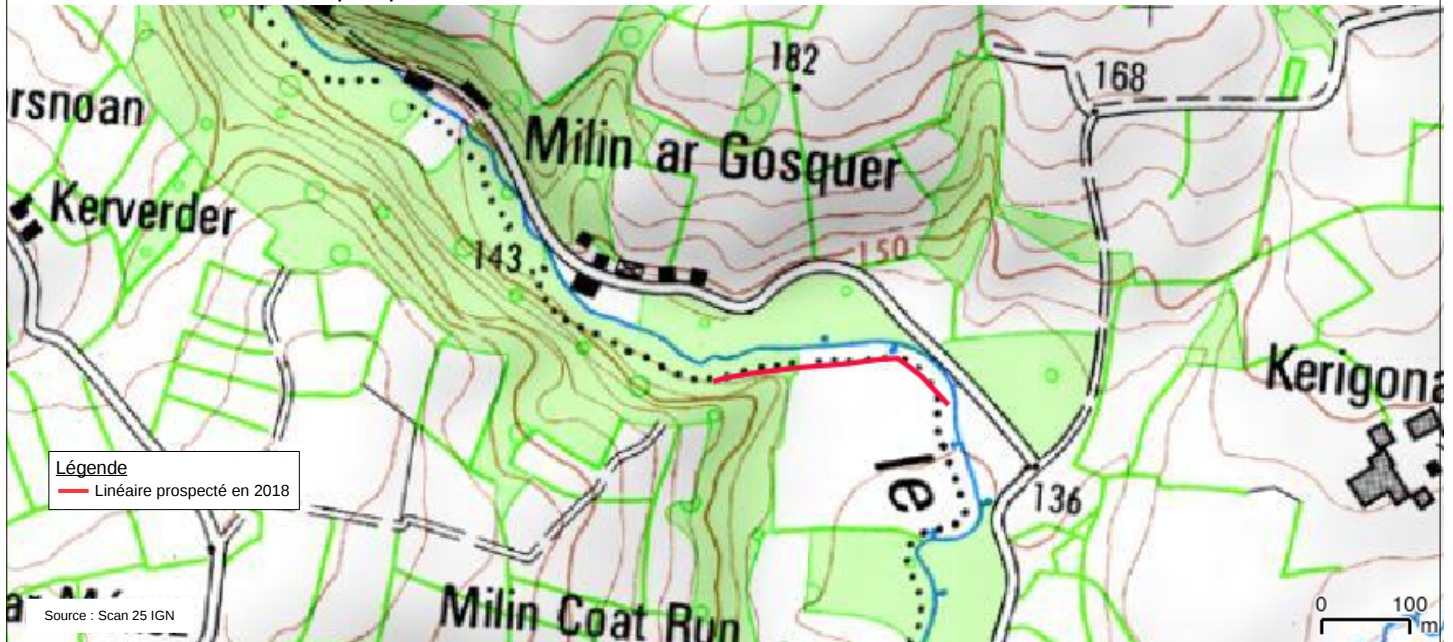 182
168
rsnoan
Milin ar Gosquer
Kerverder
143
150
Kerigona
Légende
Linéaire prospecté en 2018
le
136
Milin Coat Run
Source : Scan 25 IGN
0 100
m